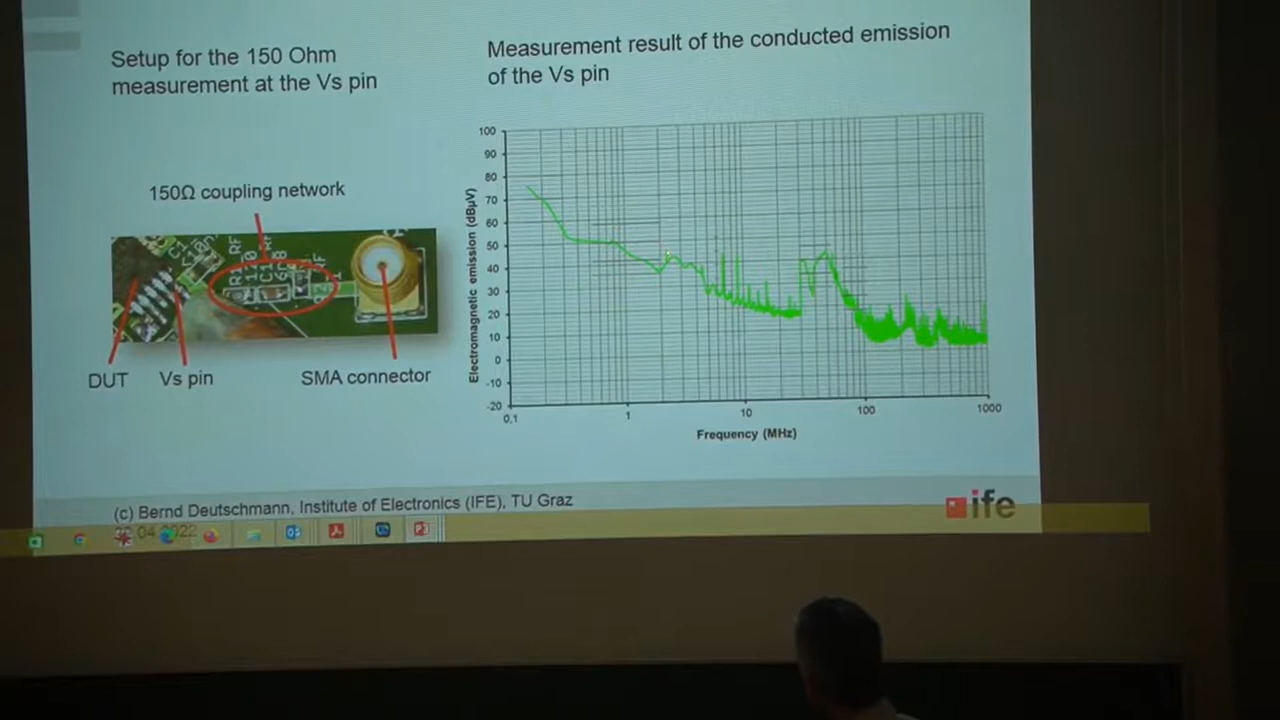 Setup for the 150 Ohm
measurement at the Vs pin
Measurement result of the conducted emission
of the Vs pin
150Ω coupling network
DUT
Vs pin
SMA connector
Electromagnetic emission (dBµV)
100
90
80
70
60
50
40
30
20
10
0
-10
-20
0,1
1
10
100
1000
Frequency (MHz)
(c) Bernd Deutschmann, Institute of Electronics (IFE), TU Graz
04 2022
ife